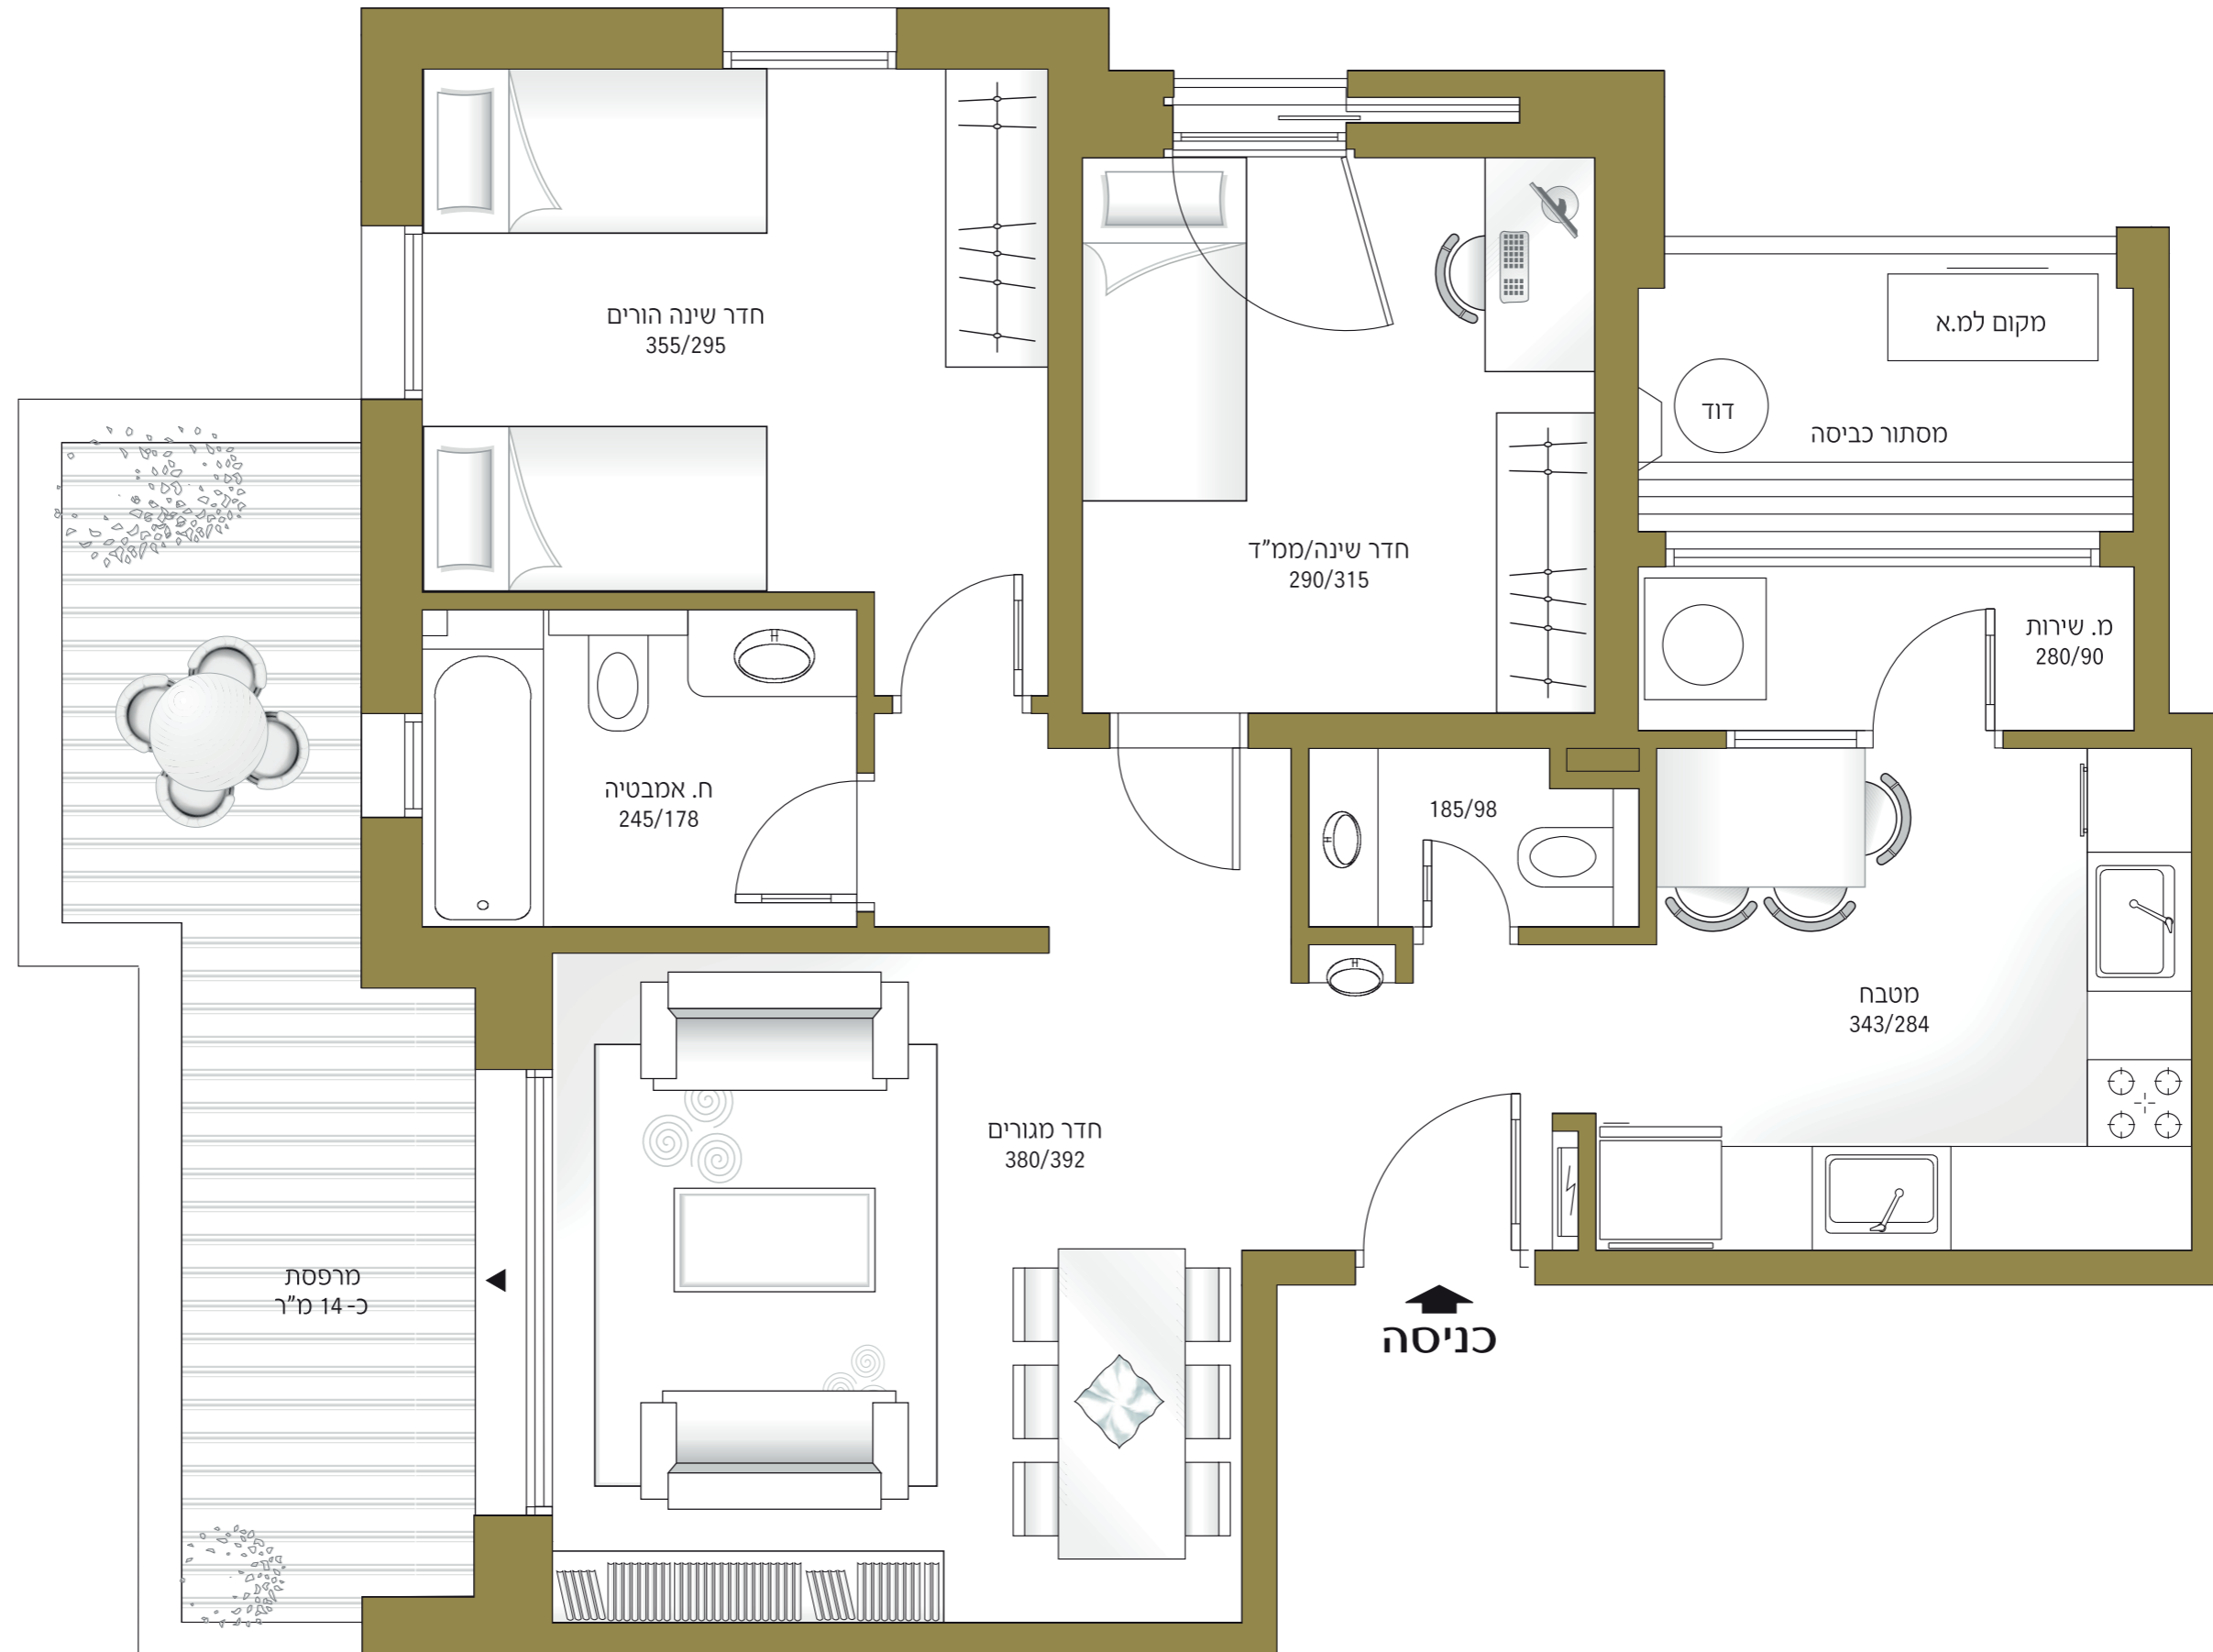 חדר שינה הורים
355/295
מקום למ.א
דוד
מסתור כביסה
חדר שינה/ממ"ד
290/315
מ. שירות
280/90
ח. אמבטיה
245/178
185/98
מטבח
343/284
חדר מגורים
380/392
מרפסת
כ- 14 מ"ר
כניסה